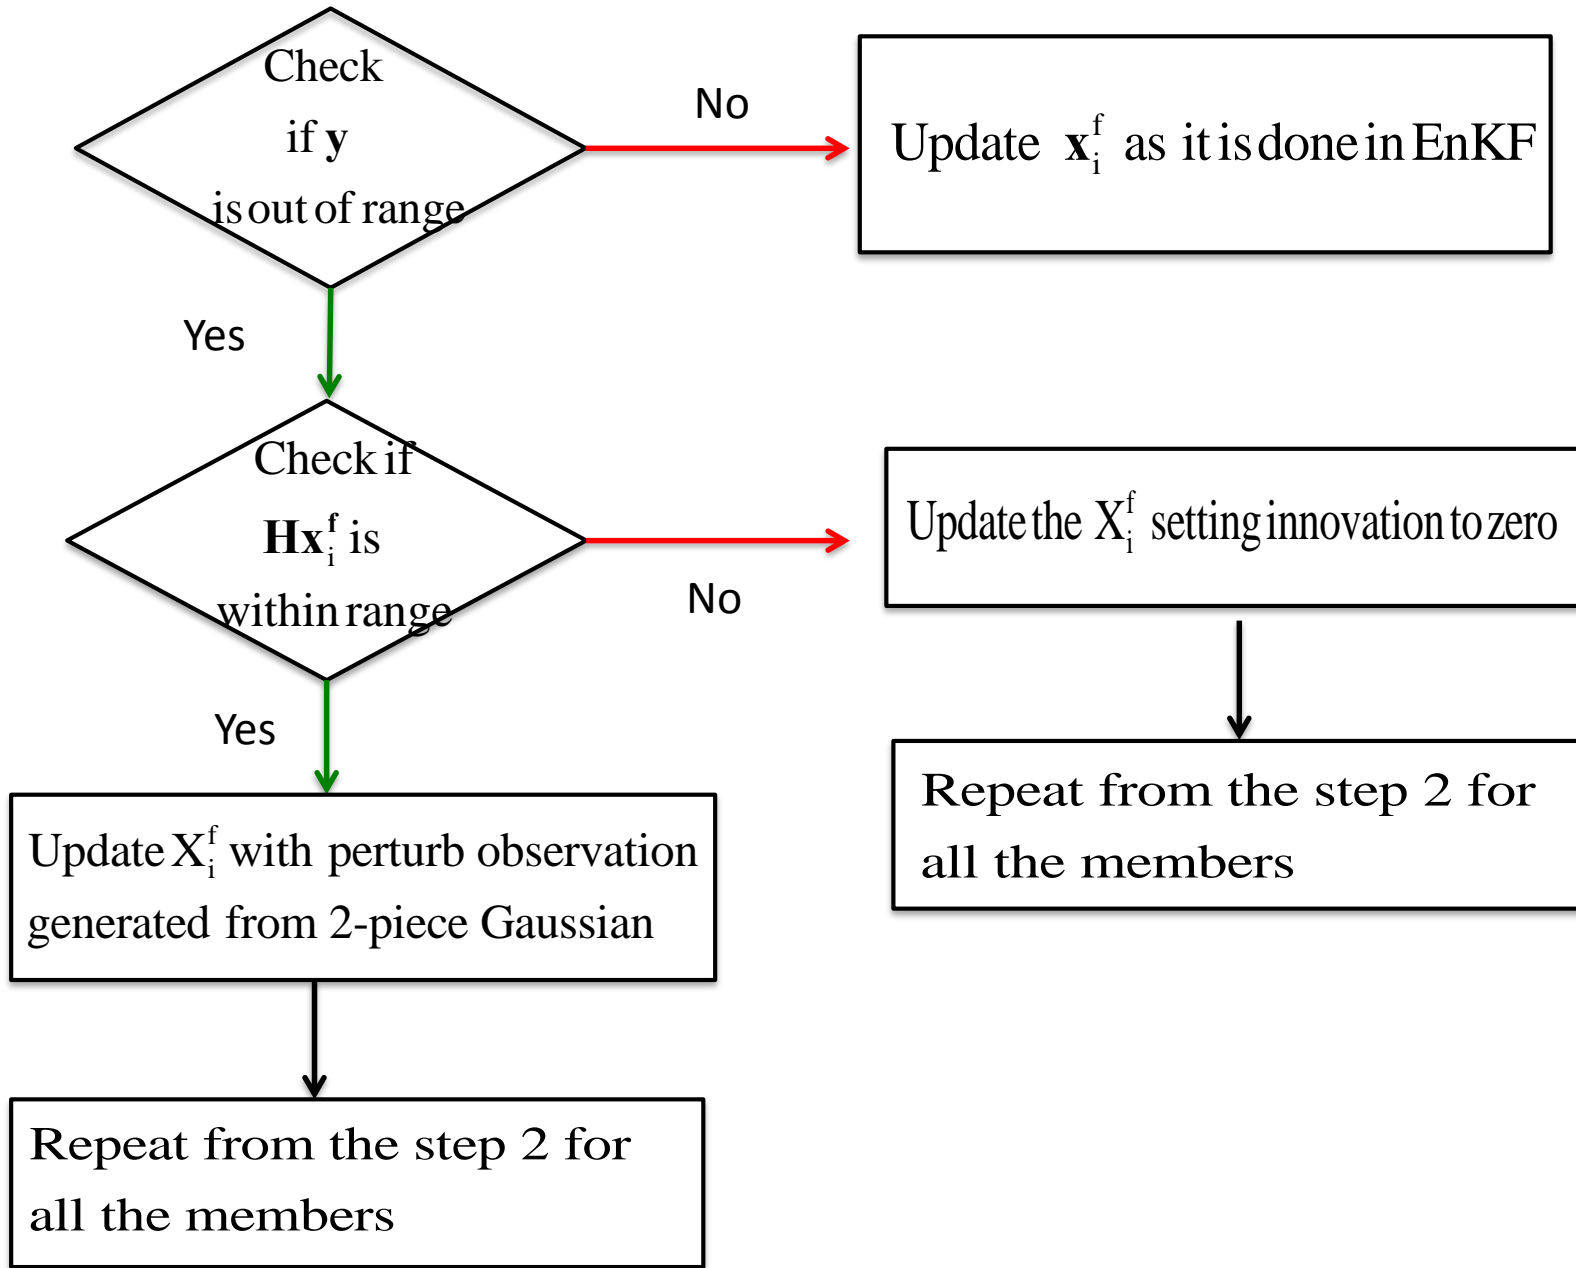 Check
if y
is out of range
No
Update x_i^f as it is done in EnKF
Yes
Check if
Hx_i^f is
within range
No
Update the X_i^f setting innovation to zero
Yes
Update X_i^f with perturb observation
generated from 2-piece Gaussian
Repeat from the step 2 for
all the members
Repeat from the step 2 for
all the members